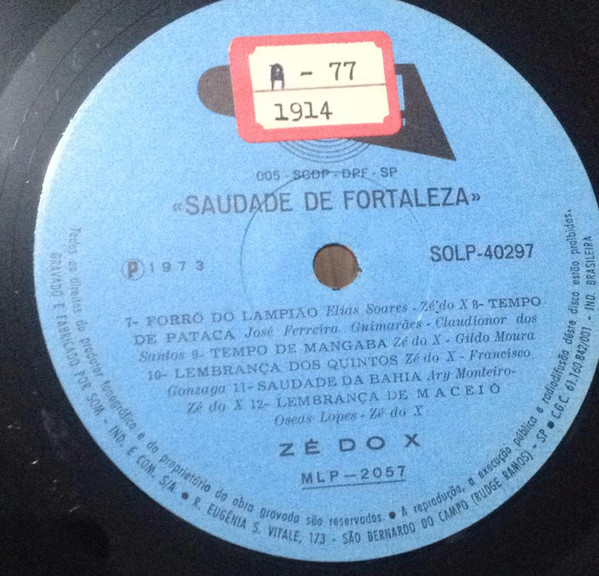 A - 77
1914
005 - SCDP - DPF - SP
«SAUDADE DE FORTALEZA»
P 1973
SOLP-40297
7- FORRÓ DO LAMPIÃO Elias Soares - Zé do X 8- TEMPO
DE PATACA José Ferreira Guimarães - Claudionor dos
Santos 9- TEMPO DE MANGABA Zé do X - Gildo Moura
10- LEMBRANÇA DOS QUINTOS Zé do X - Francisco
Gonzaga 11- SAUDADE DA BAHIA Ary Monteiro-
Zé do X 12- LEMBRANÇA DE MACEIÓ
Oseas Lopes - Zé do X
ZÉ DO X
MLP-2057
Todos os direitos do produtor fonográfico e do proprietário da obra gravada são reservados. ● A reprodução, a execução pública e radiodifusão dêste disco estão proibidas.
GRAVADO E FABRICADO POR SOM - IND. E COM. S/A. ● R. EUGÊNIA S. VITALE, 173 - SÃO BERNARDO DO CAMPO (RUDGE RAMOS) - SP ● C.G.C. 61.160.842/001 - IND. BRASILEIRA